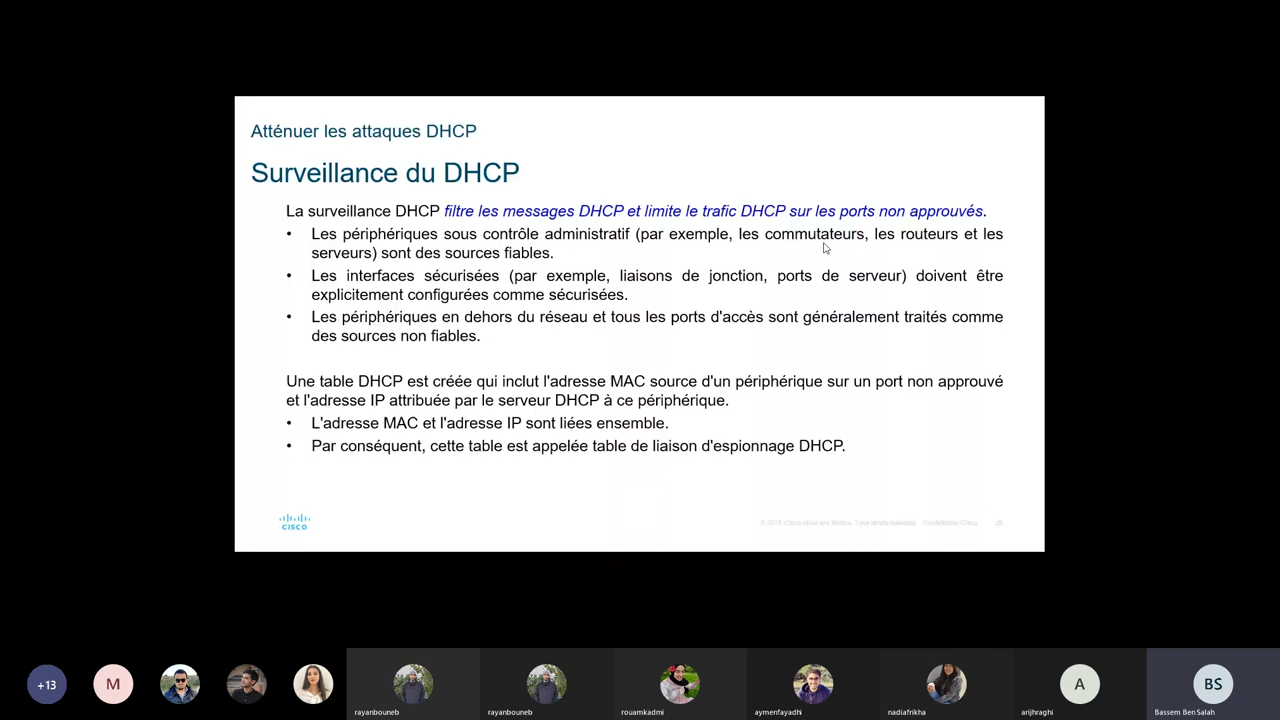 Atténuer les attaques DHCP
Surveillance du DHCP
La surveillance DHCP filtre les messages DHCP et limite le trafic DHCP sur les ports non approuvés.
• Les périphériques sous contrôle administratif (par exemple, les commutateurs, les routeurs et les
serveurs) sont des sources fiables.
• Les interfaces sécurisées (par exemple, liaisons de jonction, ports de serveur) doivent être
explicitement configurées comme sécurisées.
• Les périphériques en dehors du réseau et tous les ports d'accès sont généralement traités comme
des sources non fiables.
Une table DHCP est créée qui inclut l'adresse MAC source d'un périphérique sur un port non approuvé
et l'adresse IP attribuée par le serveur DHCP à ce périphérique.
• L'adresse MAC et l'adresse IP sont liées ensemble.
• Par conséquent, cette table est appelée table de liaison d'espionnage DHCP.
CISCO
+13
M
A
BS
rayanbouneb
rayanbouneb
rouamkadmi
aymenfayadhi
nadiafrikha
arijhraghi
Bassem Ben Salah